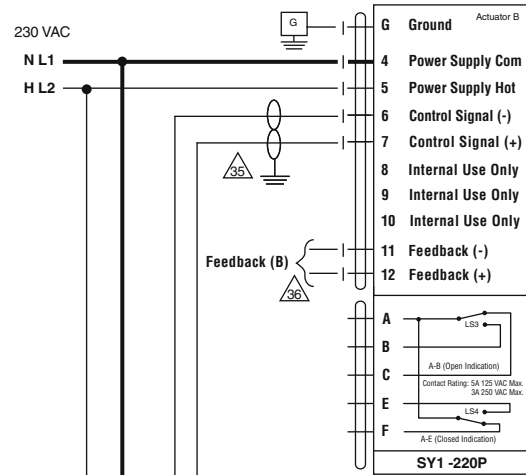 Actuator B
G
G Ground
230 VAC
N L1
4 Power Supply Com
H L2
5 Power Supply Hot
6 Control Signal (-)
7 Control Signal (+)
35
8 Internal Use Only
9 Internal Use Only
10 Internal Use Only
11 Feedback (-)
Feedback (B)
12 Feedback (+)
36
A
LS3
B
A-B (Open Indication)
C
Contact Rating: 5A 125 VAC Max.
3A 250 VAC Max.
E
LS4
F
A-E (Closed Indication)
SY1 -220P